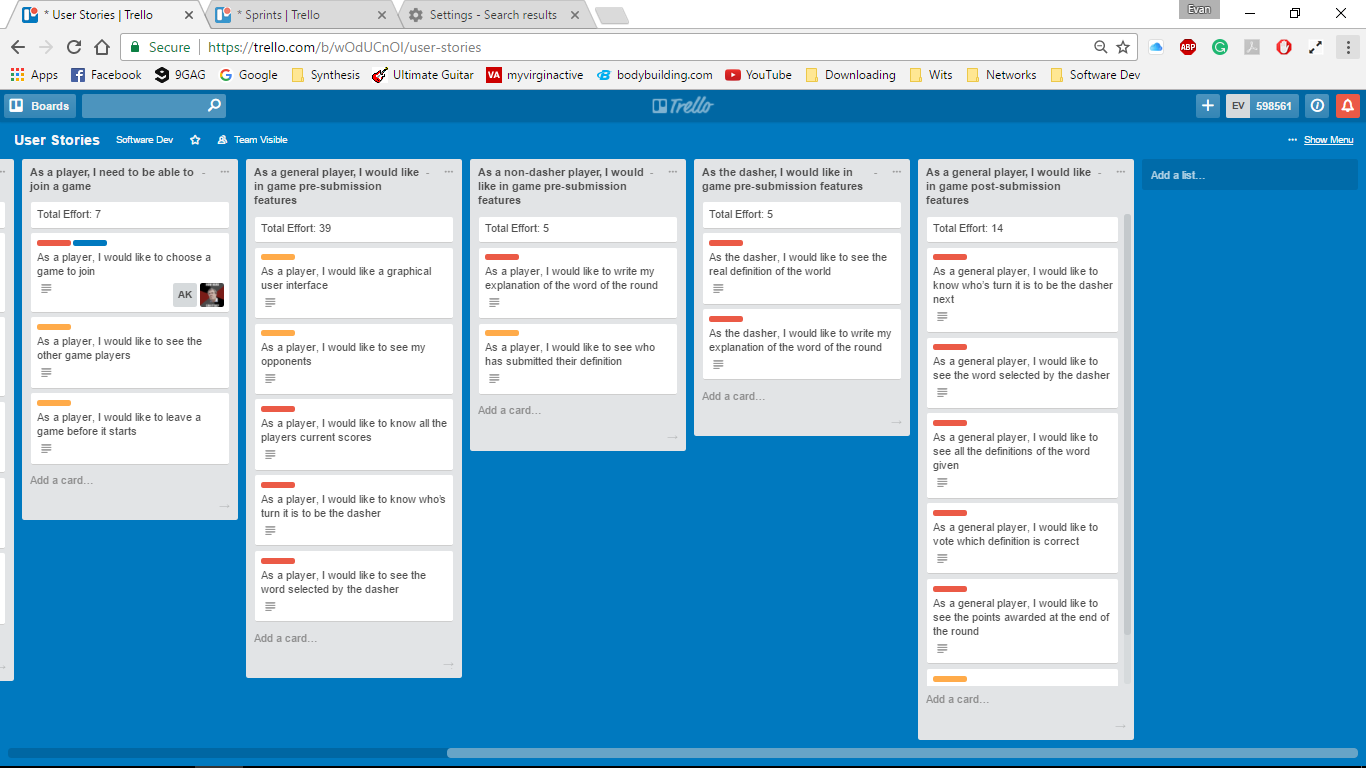 * User Stories | Trello
* Sprints | Trello
Settings - Search results
Evan
Secure
https://trello.com/b/wOdUCnOI/user-stories
Apps
Facebook
9GAG
Google
Synthesis
Ultimate Guitar
VA
myvirginactive
bodybuilding.com
YouTube
Downloading
Wits
Networks
Software Dev
ABP
Boards
Trello
EV
598561
User Stories
Software Dev
Team Visible
Show Menu
As a player, I need to be able to
join a game
Total Effort: 7
As a player, I would like to choose a
game to join
AK
As a player, I would like to see the
other game players
As a player, I would like to leave a
game before it starts
Add a card...
As a general player, I would like
in game pre-submission
features
Total Effort: 39
As a player, I would like a graphical
user interface
As a player, I would like to see my
opponents
As a player, I would like to know all the
players current scores
As a player, I would like to know who's
turn it is to be the dasher
As a player, I would like to see the
word selected by the dasher
Add a card...
As a non-dasher player, I would
like in game pre-submission
features
Total Effort: 5
As a player, I would like to write my
explanation of the word of the round
As a player, I would like to see who
has submitted their definition
Add a card...
As the dasher, I would like in
game pre-submission features
Total Effort: 5
As the dasher, I would like to see the
real definition of the world
As the dasher, I would like to write my
explanation of the word of the round
Add a card...
As a general player, I would like
in game post-submission
features
Total Effort: 14
As a general player, I would like to
know who's turn it is to be the dasher
next
As a general player, I would like to
see the word selected by the dasher
As a general player, I would like to
see all the definitions of the word
given
As a general player, I would like to
vote which definition is correct
As a general player, I would like to
see the points awarded at the end of
the round
Add a card...
Add a list...